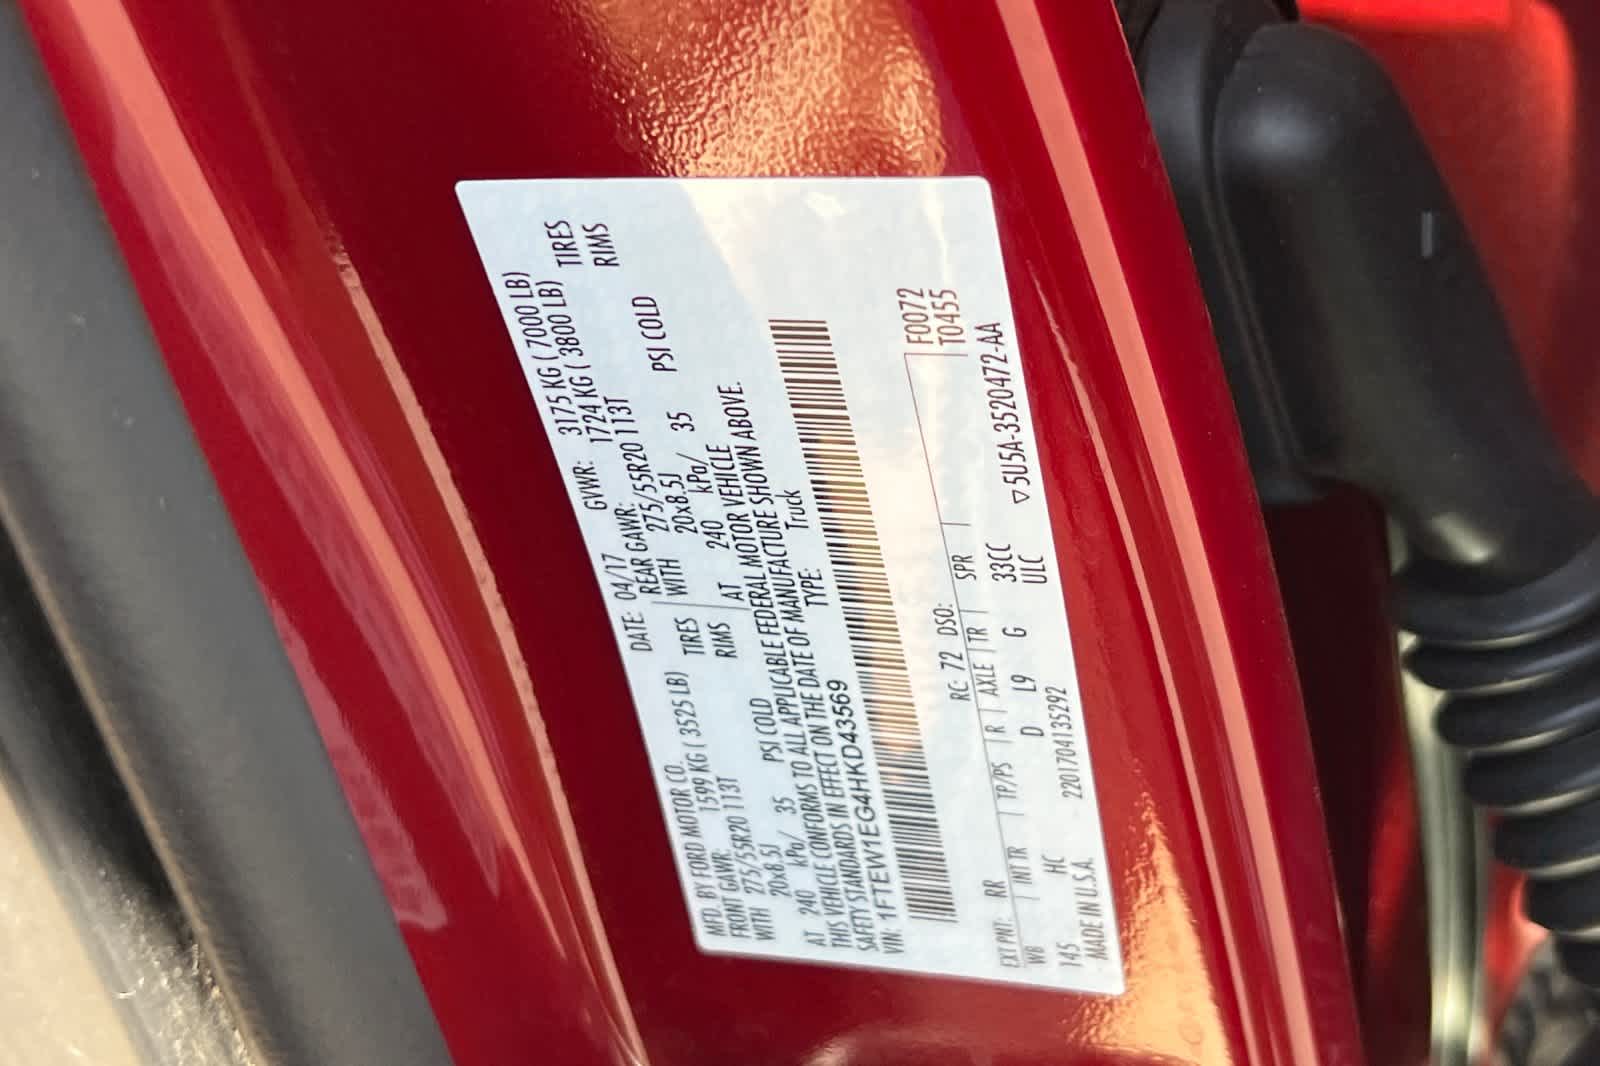 MFD. BY FORD MOTOR CO.
DATE: 04/17 GVWR: 3175 KG ( 7000 LB)
FRONT GAWR: 1599 KG ( 3525 LB) REAR GAWR: 1724 KG ( 3800 LB)
WITH 275/55R20 113T TIRES WITH 275/55R20 113T TIRES
20x8.5J RIMS 20x8.5J RIMS
AT 240 kPa/ 35 PSI COLD AT 240 kPa/ 35 PSI COLD
THIS VEHICLE CONFORMS TO ALL APPLICABLE FEDERAL MOTOR VEHICLE
SAFETY STANDARDS IN EFFECT ON THE DATE OF MANUFACTURE SHOWN ABOVE.
VIN: 1FTEW1EG4HKD43569 TYPE: Truck
F0072
T0455
EXT PNT: RR RC: 72 DSO:
WB INT TR TP/PS R AXLE TR SPR
145 HC D L9 G 33CC
MADE IN U.S.A. 220170413529​2 ULC
▽5U5A-3520472-AA